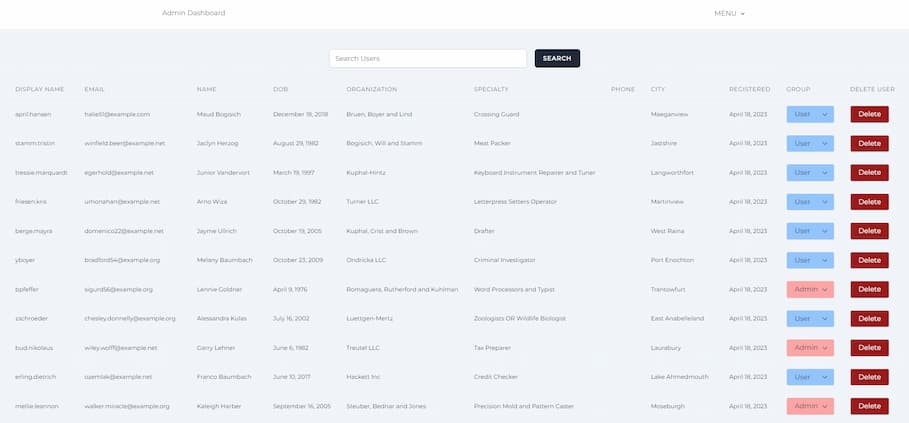 Admin Dashboard MENU
Search Users SEARCH
DISPLAY NAME EMAIL NAME DOB ORGANIZATION SPECIALTY PHONE CITY REGISTERED GROUP DELETE USER
april.hansen halie51@example.com Maud Bogisich December 18, 2018 Bruen, Boyer and Lind Crossing Guard Maeganview April 18, 2023 User Delete
stamm.tristin winfield.beer@example.net Jaclyn Herzog August 29, 1982 Bogisich, Will and Stamm Meat Packer Jastshire April 18, 2023 User Delete
tressie.marquardt egerhold@example.net Junior Vandervort March 19, 1997 Kuphal-Hintz Keyboard Instrument Repairer and Tuner Langworthfort April 18, 2023 User Delete
friesen.kris umonahan@example.net Arno Wiza October 29, 1982 Turner LLC Letterpress Setters Operator Martinview April 18, 2023 User Delete
berge.mayra domenico22@example.net Jayme Ullrich October 19, 2005 Kuphal, Crist and Brown Drafter West Raina April 18, 2023 User Delete
yboyer bradford54@example.org Melany Baumbach October 23, 2009 Ondricka LLC Criminal Investigator Port Enochton April 18, 2023 User Delete
bpfeffer sigurd56@example.org Lennie Goldner April 9, 1976 Romaguera, Rutherford and Kuhlman Word Processors and Typist Trantowfurt April 18, 2023 Admin Delete
zschroeder chesley.donnelly@example.org Alessandra Kulas July 16, 2002 Luettgen-Mertz Zoologists OR Wildlife Biologist East Anabelleland April 18, 2023 User Delete
bud.nikolaus wiley.wolff@example.net Garry Lehner June 6, 1982 Treutel LLC Tax Preparer Laurabury April 18, 2023 Admin Delete
erling.dietrich ozemlak@example.net Franco Baumbach June 10, 2017 Hackett Inc Credit Checker Lake Ahmedmouth April 18, 2023 User Delete
mellie.leannon walker.miracle@example.org Kaleigh Harber September 16, 2005 Steuber, Bednar and Jones Precision Mold and Pattern Caster Moseburgh April 18, 2023 Admin Delete